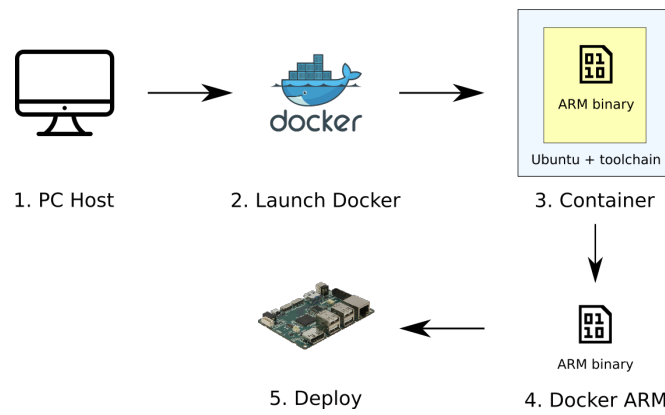 docker
ARM binary
Ubuntu + toolchain
1. PC Host
2. Launch Docker
3. Container
ARM binary
5. Deploy
4. Docker ARM